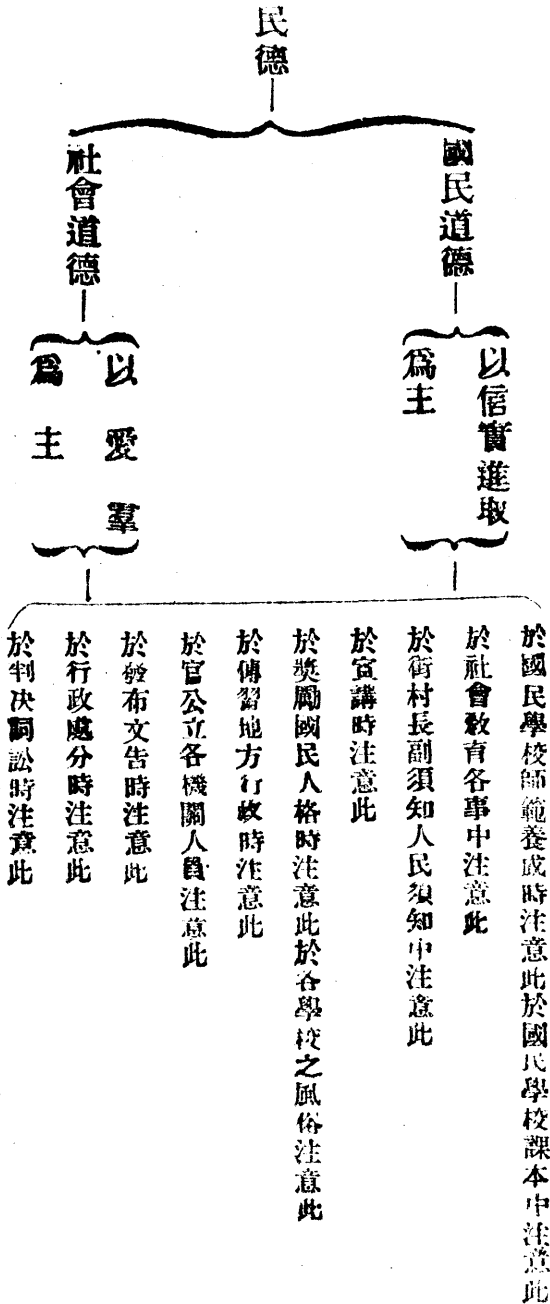 民德
國民道德
以信實進取
爲主
社會道德
以愛羣
爲主
於國民學校師範養成時注意此於國民學校課本中注意此
於社會敎育各事中注意此
於街村長副須知人民須知中注意此
於宣講時注意此
於奬勵國民人格時注意此於各學校之風俗注意此
於傳習地方行政時注意此
於官公立各機關人員注意此
於發布文告時注意此
於行政處分時注意此
於判決詞訟時注意此